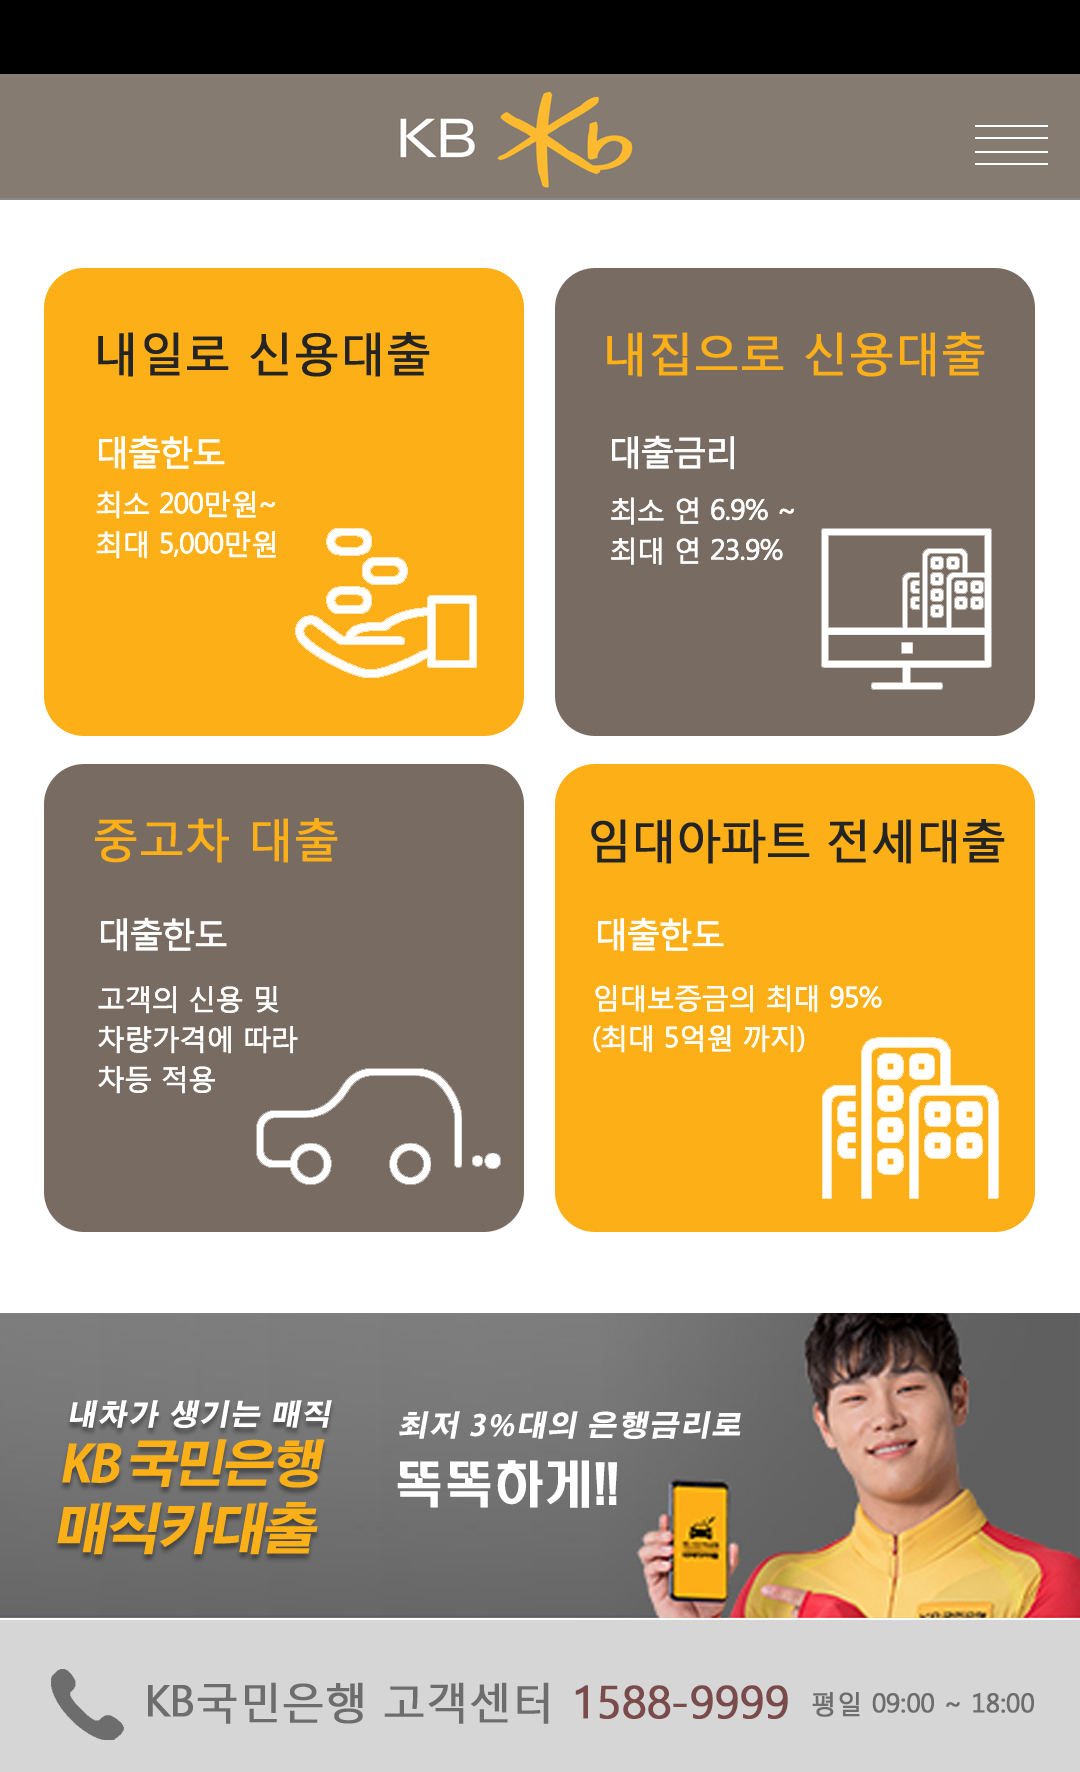 KB Kb
내일로 신용대출
대출한도
최소 200만원~
최대 5,000만원
내집으로 신용대출
대출금리
최소 연 6.9% ~
최대 연 23.9%
중고차 대출
대출한도
고객의 신용 및
차량가격에 따라
차등 적용
임대아파트 전세대출
대출한도
임대보증금의 최대 95%
(최대 5억원 까지)
내차가 생기는 매직
KB국민은행
매직카대출
최저 3%대의 은행금리로
똑똑하게!!
KB국민은행 고객센터 1588-9999 평일 09:00 ~ 18:00